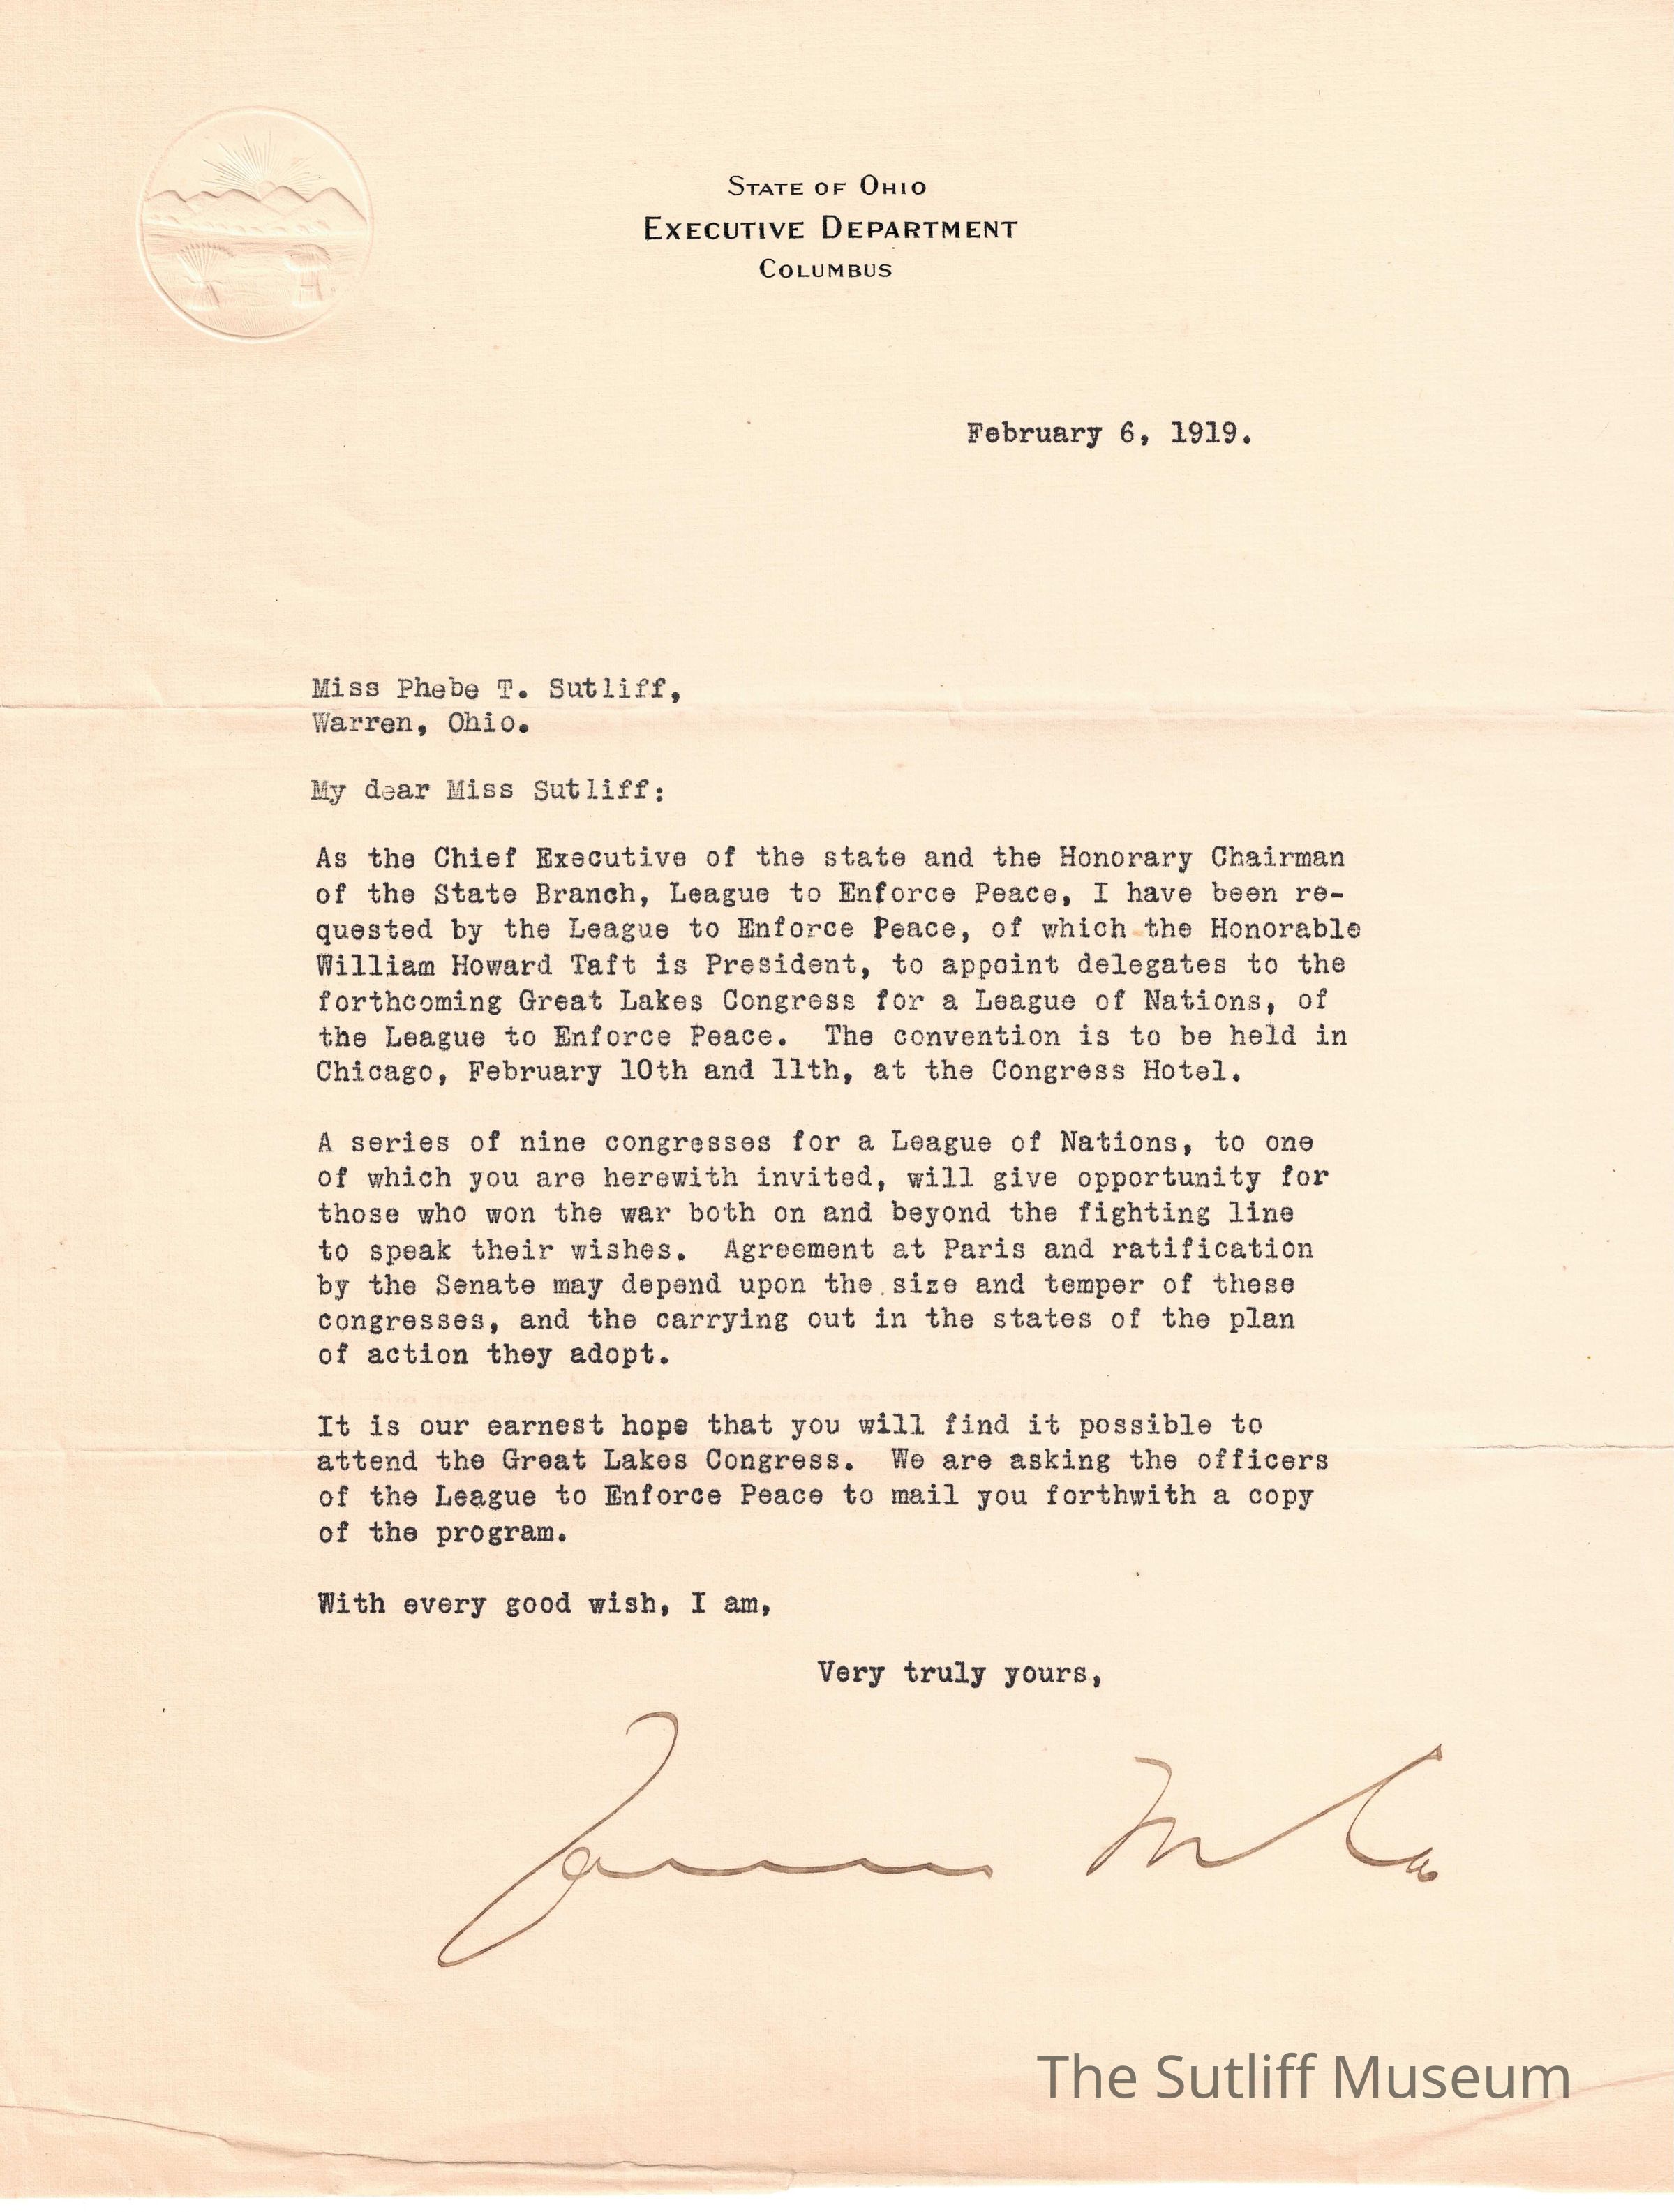 State of Ohio
Executive Department
Columbus
February 6, 1919.
Miss Phebe T. Sutliff,
Warren, Ohio.
My dear Miss Sutliff:
As the Chief Executive of the state and the Honorary Chairman
of the State Branch, League to Enforce Peace, I have been re-
quested by the League to Enforce Peace, of which the Honorable
William Howard Taft is President, to appoint delegates to the
forthcoming Great Lakes Congress for a League of Nations, of
the League to Enforce Peace. The convention is to be held in
Chicago, February 10th and 11th, at the Congress Hotel.
A series of nine congresses for a League of Nations, to one
of which you are herewith invited, will give opportunity for
those who won the war both on and beyond the fighting line
to speak their wishes. Agreement at Paris and ratification
by the Senate may depend upon the size and temper of these
congresses, and the carrying out in the states of the plan
of action they adopt.
It is our earnest hope that you will find it possible to
attend the Great Lakes Congress. We are asking the officers
of the League to Enforce Peace to mail you forthwith a copy
of the program.
With every good wish, I am,
Very truly yours,
James M Cox
The Sutliff Museum